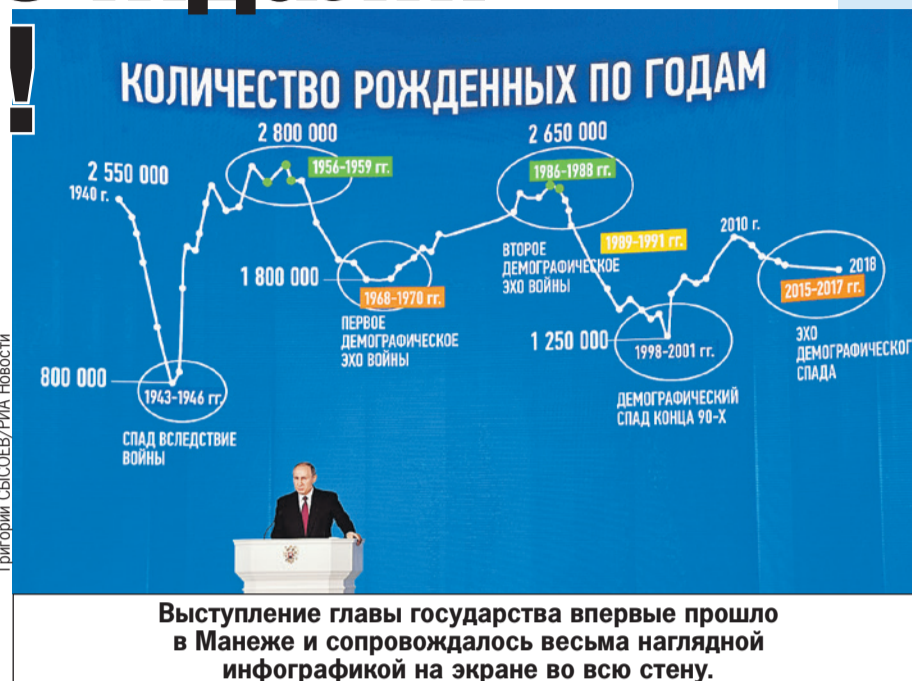 !
КОЛИЧЕСТВО РОЖДЕННЫХ ПО ГОДАМ
2 800 000
2 650 000
1956-1959 гг.
1986-1988 гг.
2 550 000
1940 г.
2010 г.
1989-1991 гг.
ВТОРОЕ
ДЕМОГРАФИЧЕСКОЕ
ЭХО ВОЙНЫ
1 800 000
2018
2015-2017 гг.
1968-1970 гг.
ПЕРВОЕ
ДЕМОГРАФИЧЕСКОЕ
ЭХО ВОЙНЫ
1 250 000
1998-2001 гг.
ЭХО
ДЕМОГРАФИЧЕСКОГО
СПАДА
800 000
1943-1946 гг.
ДЕМОГРАФИЧЕСКИЙ
СПАД КОНЦА 90-Х
СПАД ВСЛЕДСТВИЕ
ВОЙНЫ
Григорий СЫСОЕВ/РИА Новости
Выступление главы государства впервые прошло
в Манеже и сопровождалось весьма наглядной
инфографикой на экране во всю стену.